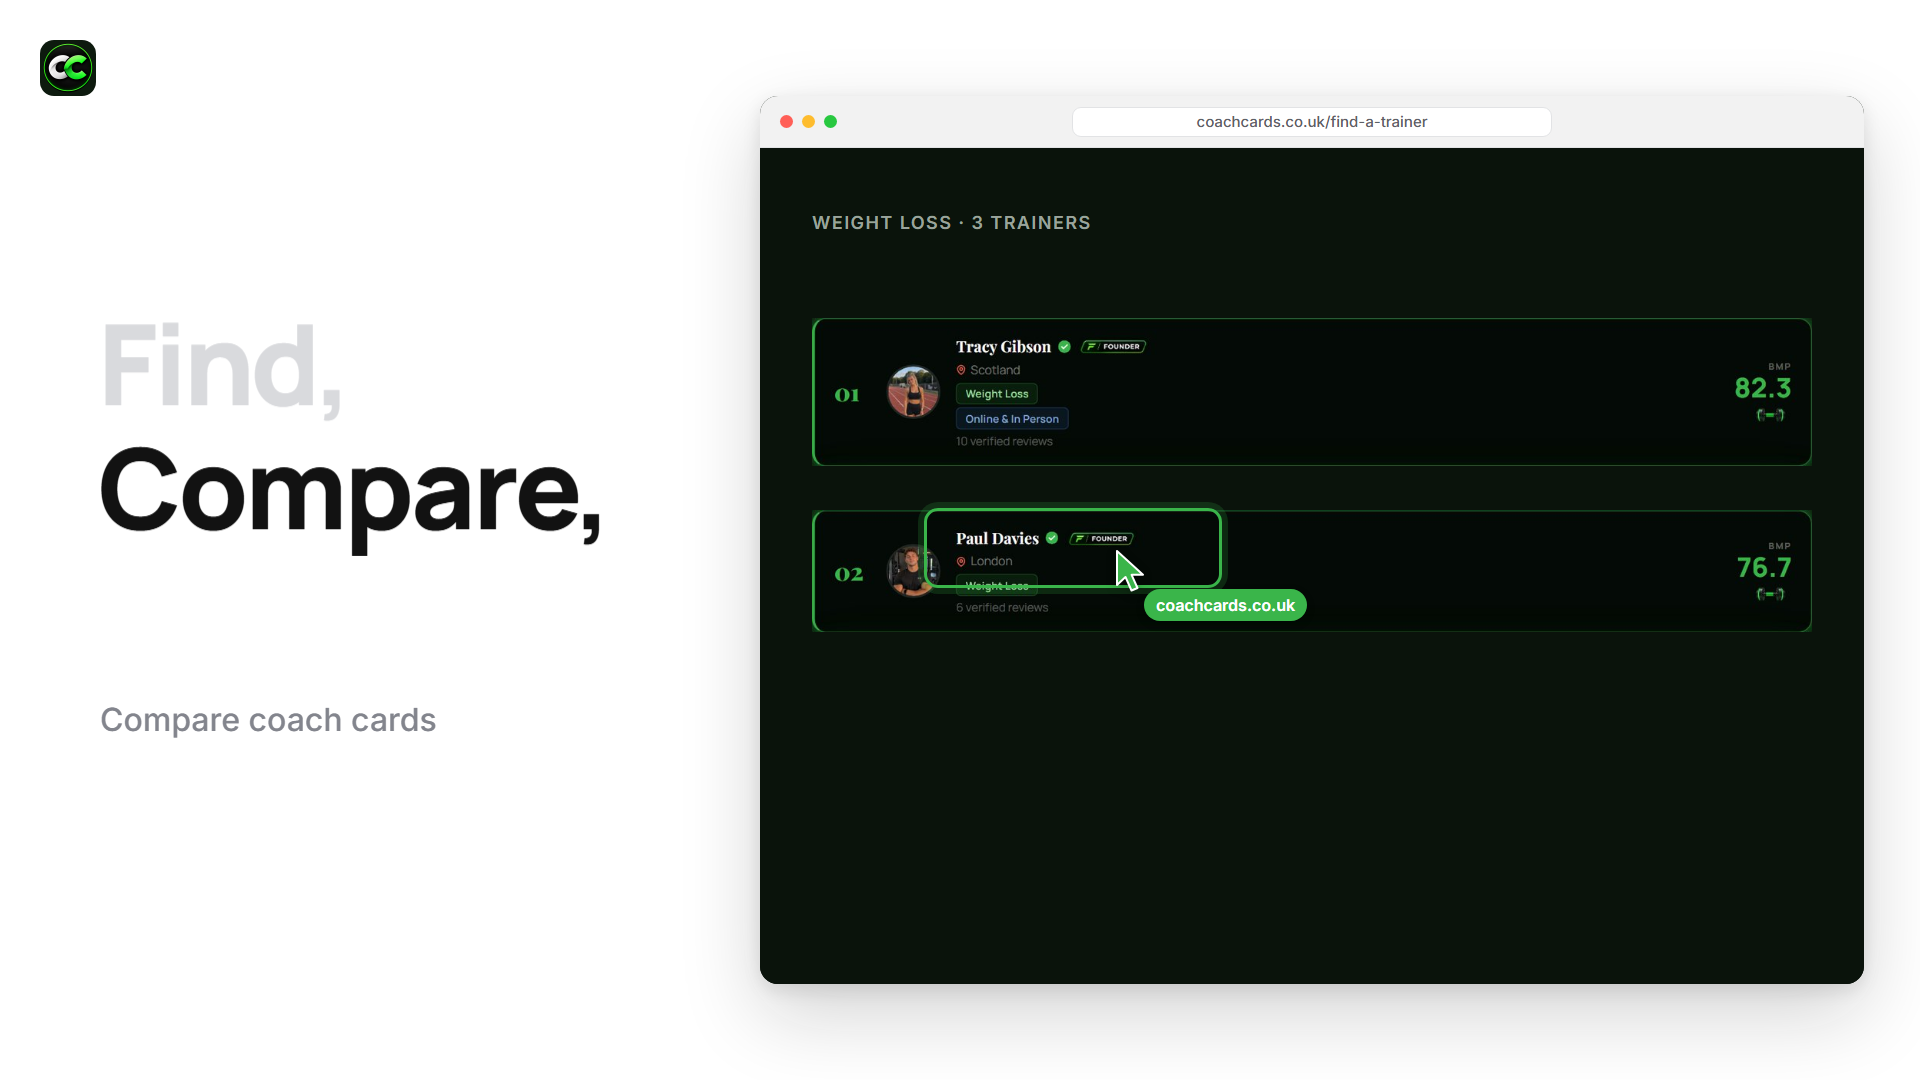 CC
Find,
Compare,
Compare coach cards
coachcards.co.uk/find-a-trainer
WEIGHT LOSS · 3 TRAINERS
01
Tracy Gibson
F / FOUNDER
Scotland
Weight Loss
Online & In Person
10 verified reviews
BMP
82.3
02
Paul Davies
F / FOUNDER
London
Weight Loss
6 verified reviews
BMP
76.7
coachcards.co.uk